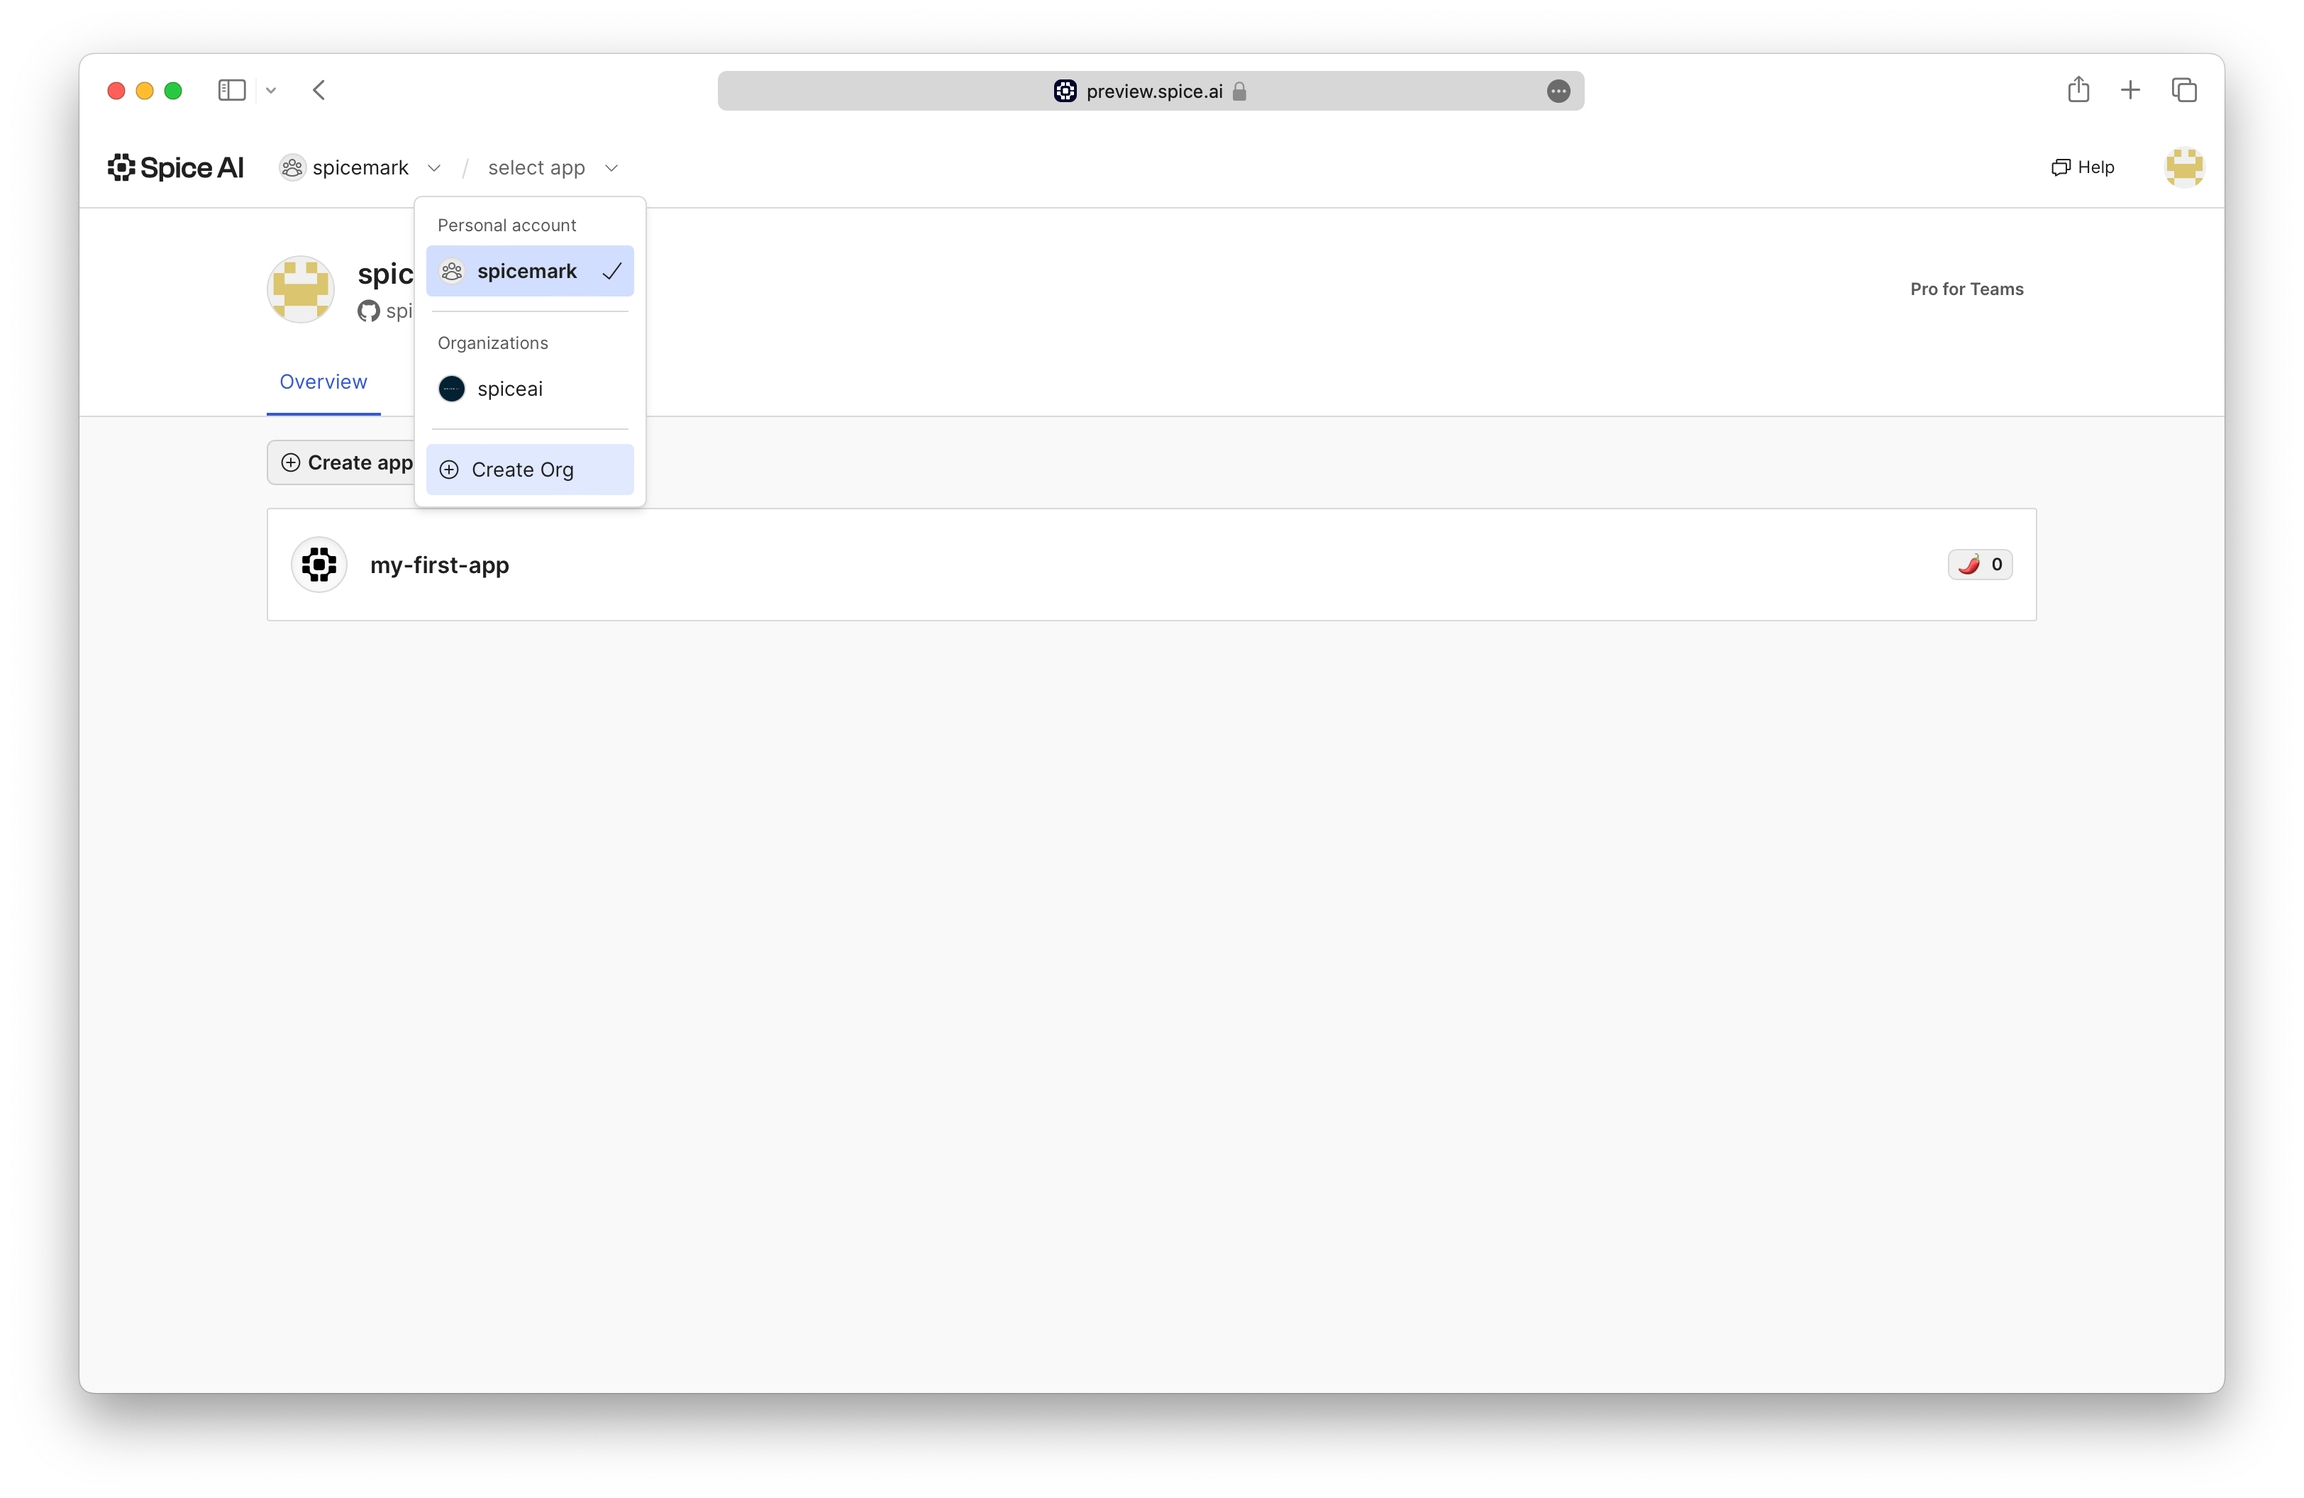 preview.spice.ai
Spice AI
spicemark
/
select app
Help
Personal account
spicemark
Organizations
spiceai
Create Org
spic
spi
Pro for Teams
Overview
Create app
my-first-app
0